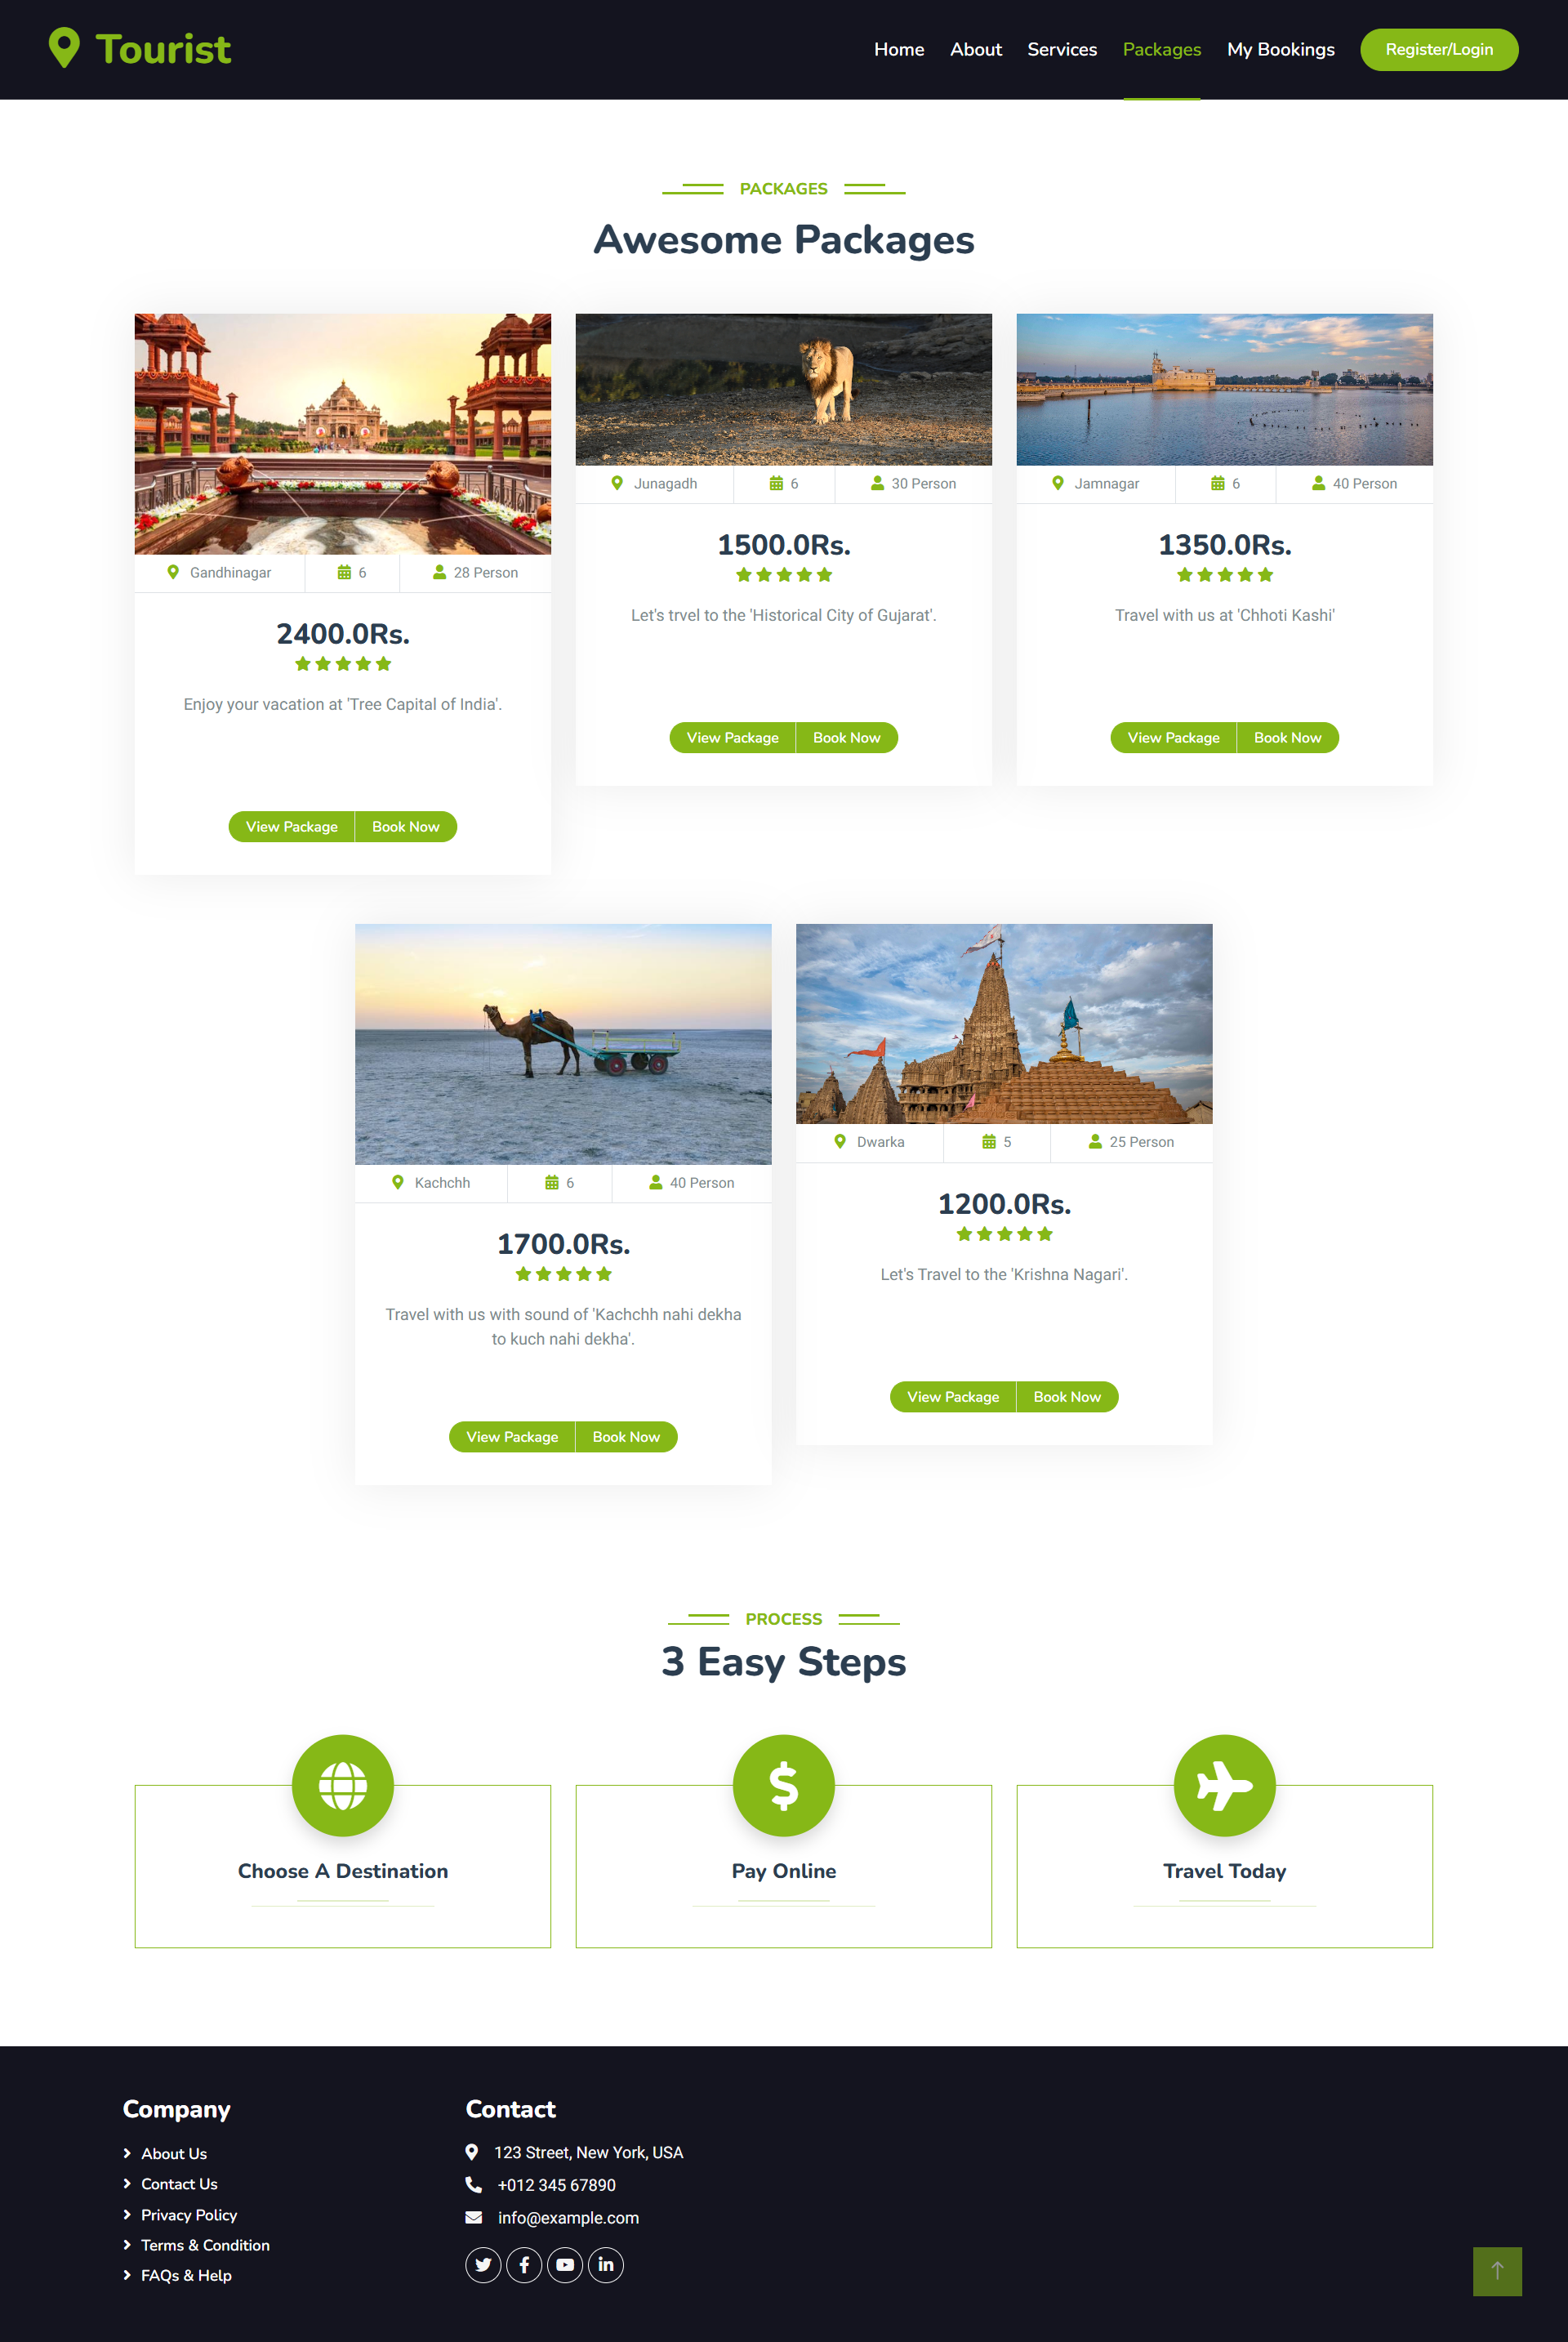 Tourist
Home About Services Packages My Bookings Register/Login
PACKAGES
Awesome Packages
Gandhinagar 6 28 Person
2400.0Rs.
Enjoy your vacation at 'Tree Capital of India'.
View Package Book Now
Junagadh 6 30 Person
1500.0Rs.
Let's trvel to the 'Historical City of Gujarat'.
View Package Book Now
Jamnagar 6 40 Person
1350.0Rs.
Travel with us at 'Chhoti Kashi'
View Package Book Now
Kachchh 6 40 Person
1700.0Rs.
Travel with us with sound of 'Kachchh nahi dekha
to kuch nahi dekha'.
View Package Book Now
Dwarka 5 25 Person
1200.0Rs.
Let's Travel to the 'Krishna Nagari'.
View Package Book Now
PROCESS
3 Easy Steps
Choose A Destination
Pay Online
Travel Today
Company
About Us
Contact Us
Privacy Policy
Terms & Condition
FAQs & Help
Contact
123 Street, New York, USA
+012 345 67890
info@example.com